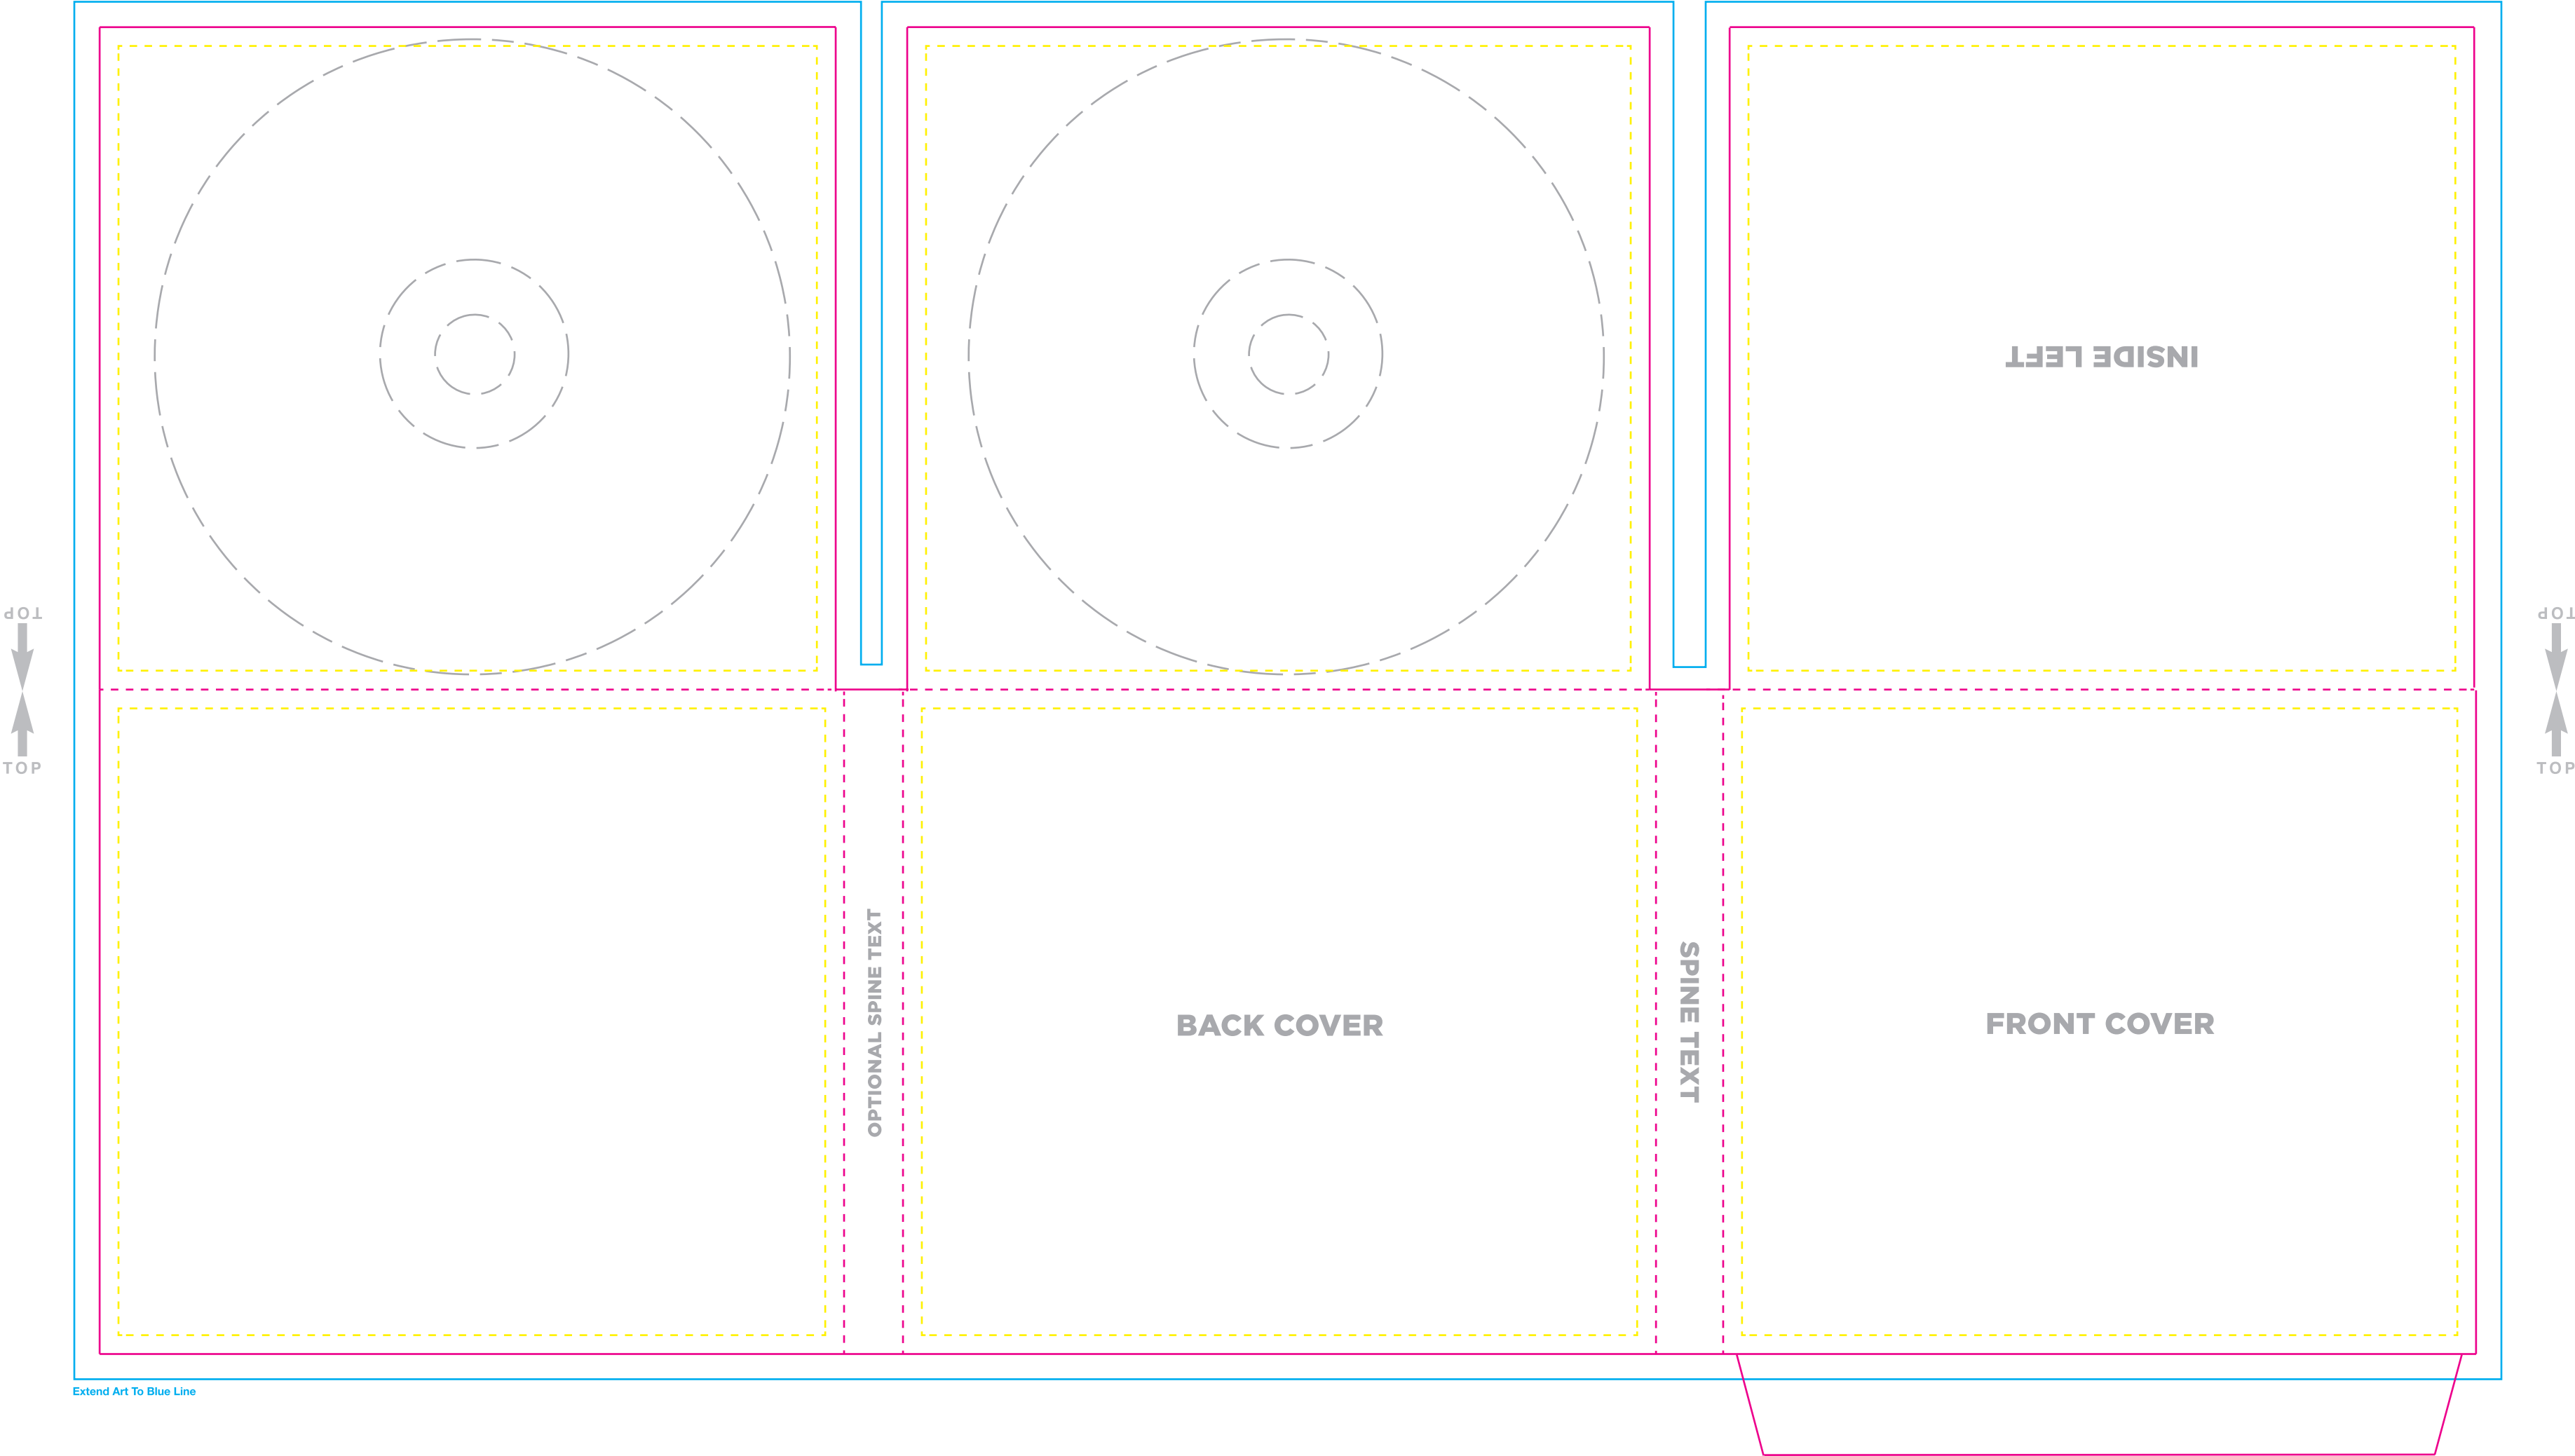 INSIDE LEFT
TOP
TOP
TOP
TOP
OPTIONAL SPINE TEXT
BACK COVER
SPINE TEXT
FRONT COVER
Extend Art To Blue Line